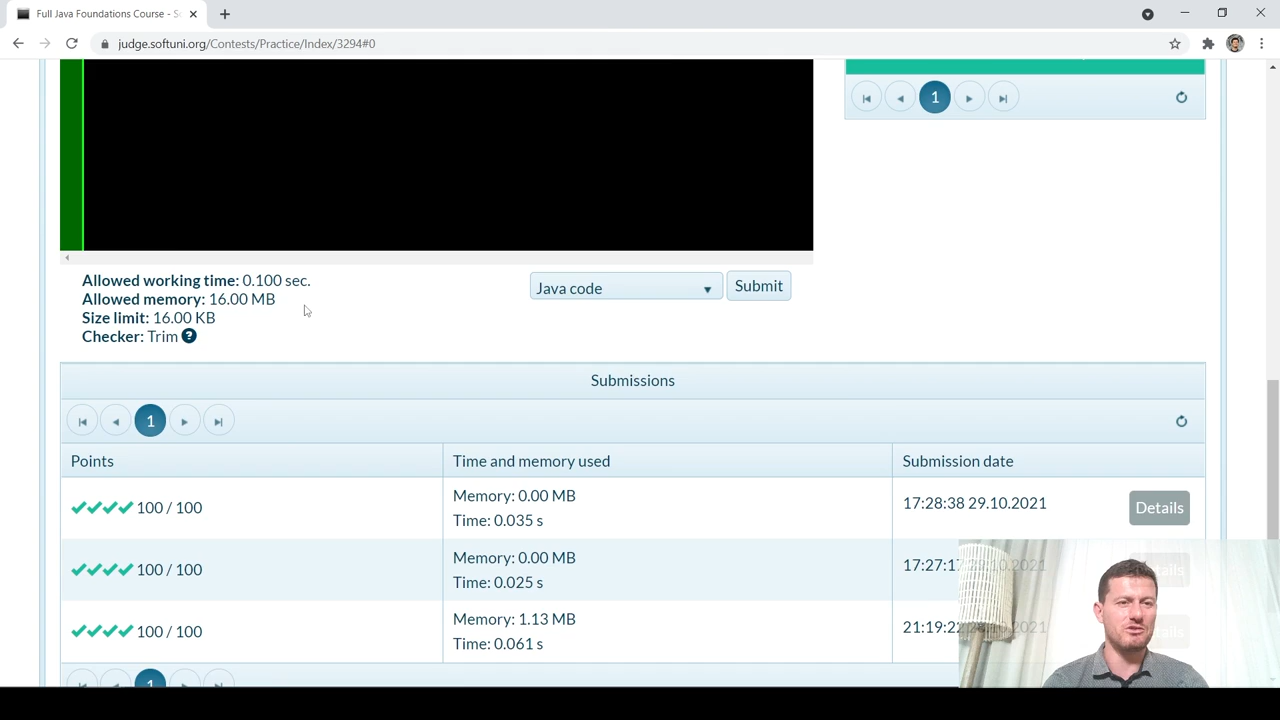 Full Java Foundations Course - S
judge.softuni.org/Contests/Practice/Index/3294#0
1
Allowed working time: 0.100 sec.
Allowed memory: 16.00 MB
Size limit: 16.00 KB
Checker: Trim ?
Java code
Submit
Submissions
1
Points
Time and memory used
Submission date
100 / 100
Memory: 0.00 MB
Time: 0.035 s
17:28:38 29.10.2021
Details
100 / 100
Memory: 0.00 MB
Time: 0.025 s
100 / 100
Memory: 1.13 MB
Time: 0.061 s
1